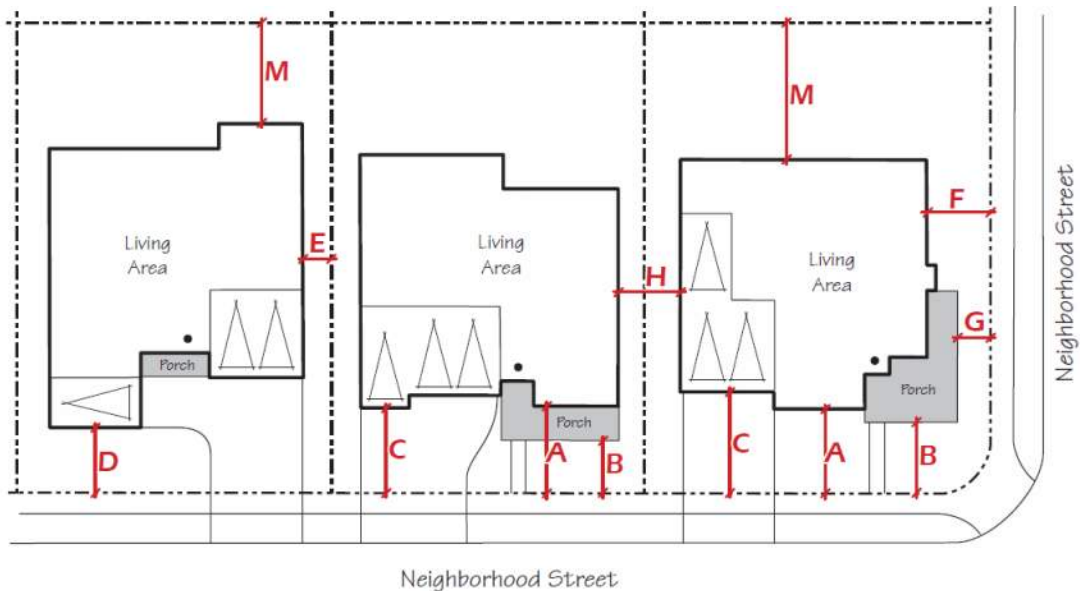 M
M
F
Living
Area
E
Living
Area
H
Living
Area
G
Neighborhood Street
Porch
Porch
Porch
D
C
A
B
C
A
B
Neighborhood Street